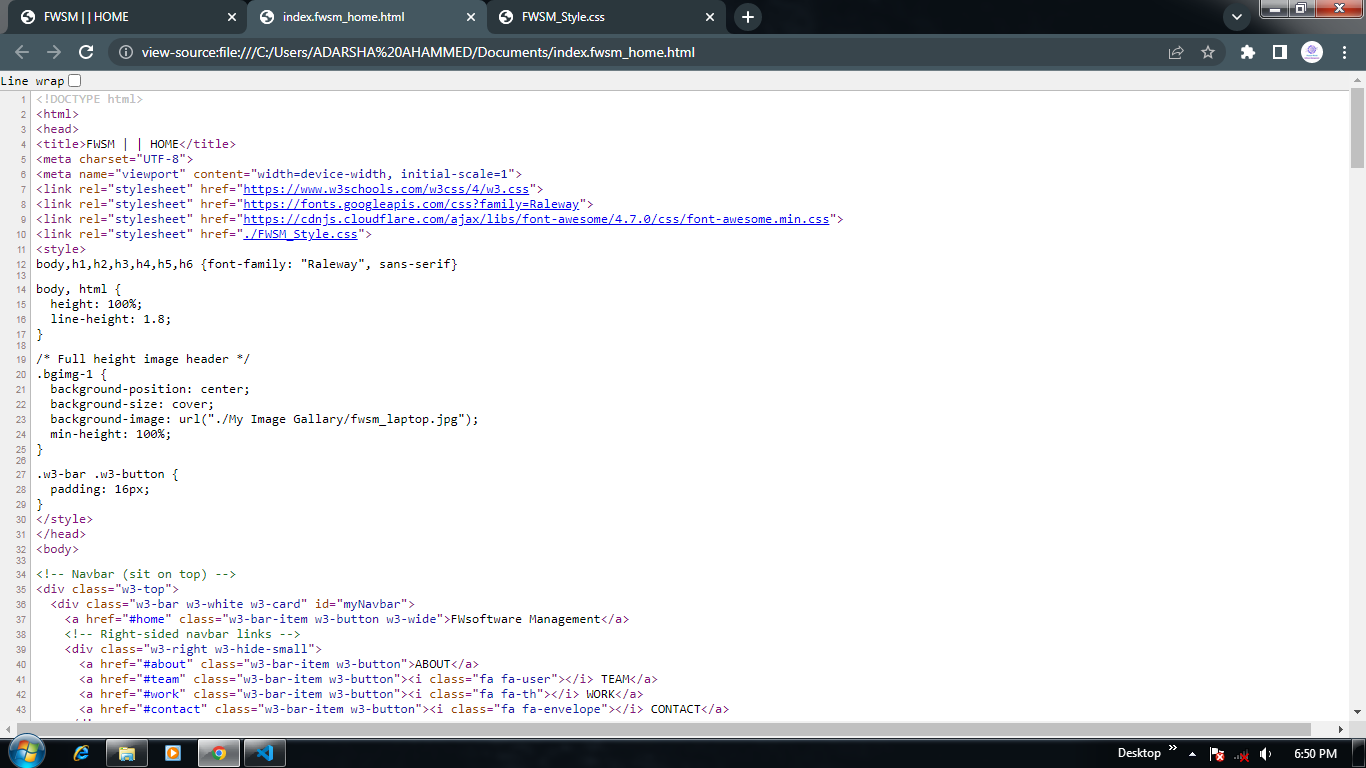 FWSM | | HOME
index.fwsm_home.html
FWSM_Style.css
view-source:file:///C:/Users/ADARSHA%20AHAMMED/Documents/index.fwsm_home.html
Line wrap
1 <!DOCTYPE html>
2 <html>
3 <head>
4 <title>FWSM | | HOME</title>
5 <meta charset="UTF-8">
6 <meta name="viewport" content="width=device-width, initial-scale=1">
7 <link rel="stylesheet" href="https://www.w3schools.com/w3css/4/w3.css">
8 <link rel="stylesheet" href="https://fonts.googleapis.com/css?family=Raleway">
9 <link rel="stylesheet" href="https://cdnjs.cloudflare.com/ajax/libs/font-awesome/4.7.0/css/font-awesome.min.css">
10 <link rel="stylesheet" href="./FWSM_Style.css">
11 <style>
12 body,h1,h2,h3,h4,h5,h6 {font-family: "Raleway", sans-serif}
13
14 body, html {
15   height: 100%;
16   line-height: 1.8;
17 }
18
19 /* Full height image header */
20 .bgimg-1 {
21   background-position: center;
22   background-size: cover;
23   background-image: url("./My Image Gallary/fwsm_laptop.jpg");
24   min-height: 100%;
25 }
26
27 .w3-bar .w3-button {
28   padding: 16px;
29 }
30 </style>
31 </head>
32 <body>
33
34 <!-- Navbar (sit on top) -->
35 <div class="w3-top">
36   <div class="w3-bar w3-white w3-card" id="myNavbar">
37     <a href="#home" class="w3-bar-item w3-button w3-wide">FWsoftware Management</a>
38     <!-- Right-sided navbar links -->
39     <div class="w3-right w3-hide-small">
40       <a href="#about" class="w3-bar-item w3-button">ABOUT</a>
41       <a href="#team" class="w3-bar-item w3-button"><i class="fa fa-user"></i> TEAM</a>
42       <a href="#work" class="w3-bar-item w3-button"><i class="fa fa-th"></i> WORK</a>
43       <a href="#contact" class="w3-bar-item w3-button"><i class="fa fa-envelope"></i> CONTACT</a>
Desktop
6:50 PM